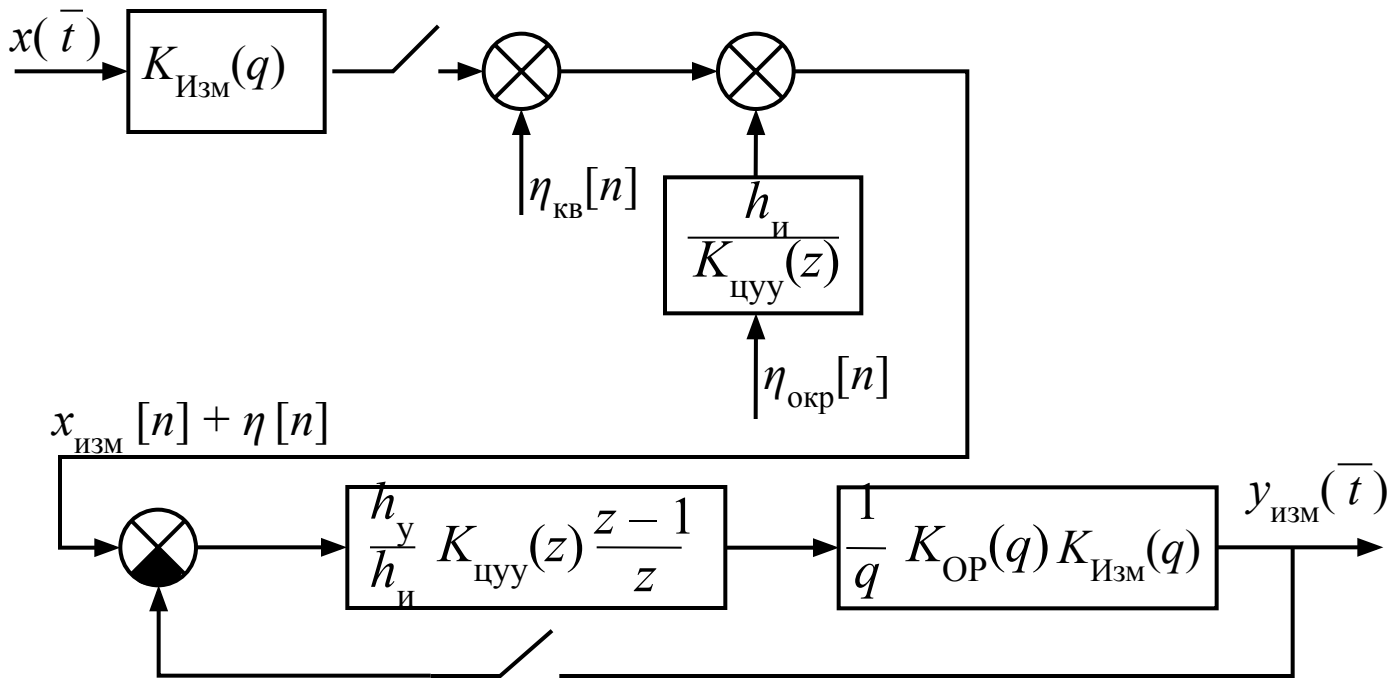 x( t̅ )
K_Изм(q)
η_кв[n]
h_и
K_цуу(z)
η_окр[n]
x_изм [n] + η [n]
h_у / h_и K_цуу(z) z − 1 / z
1 / q K_ОР(q) K_Изм(q)
y_изм( t̅ )